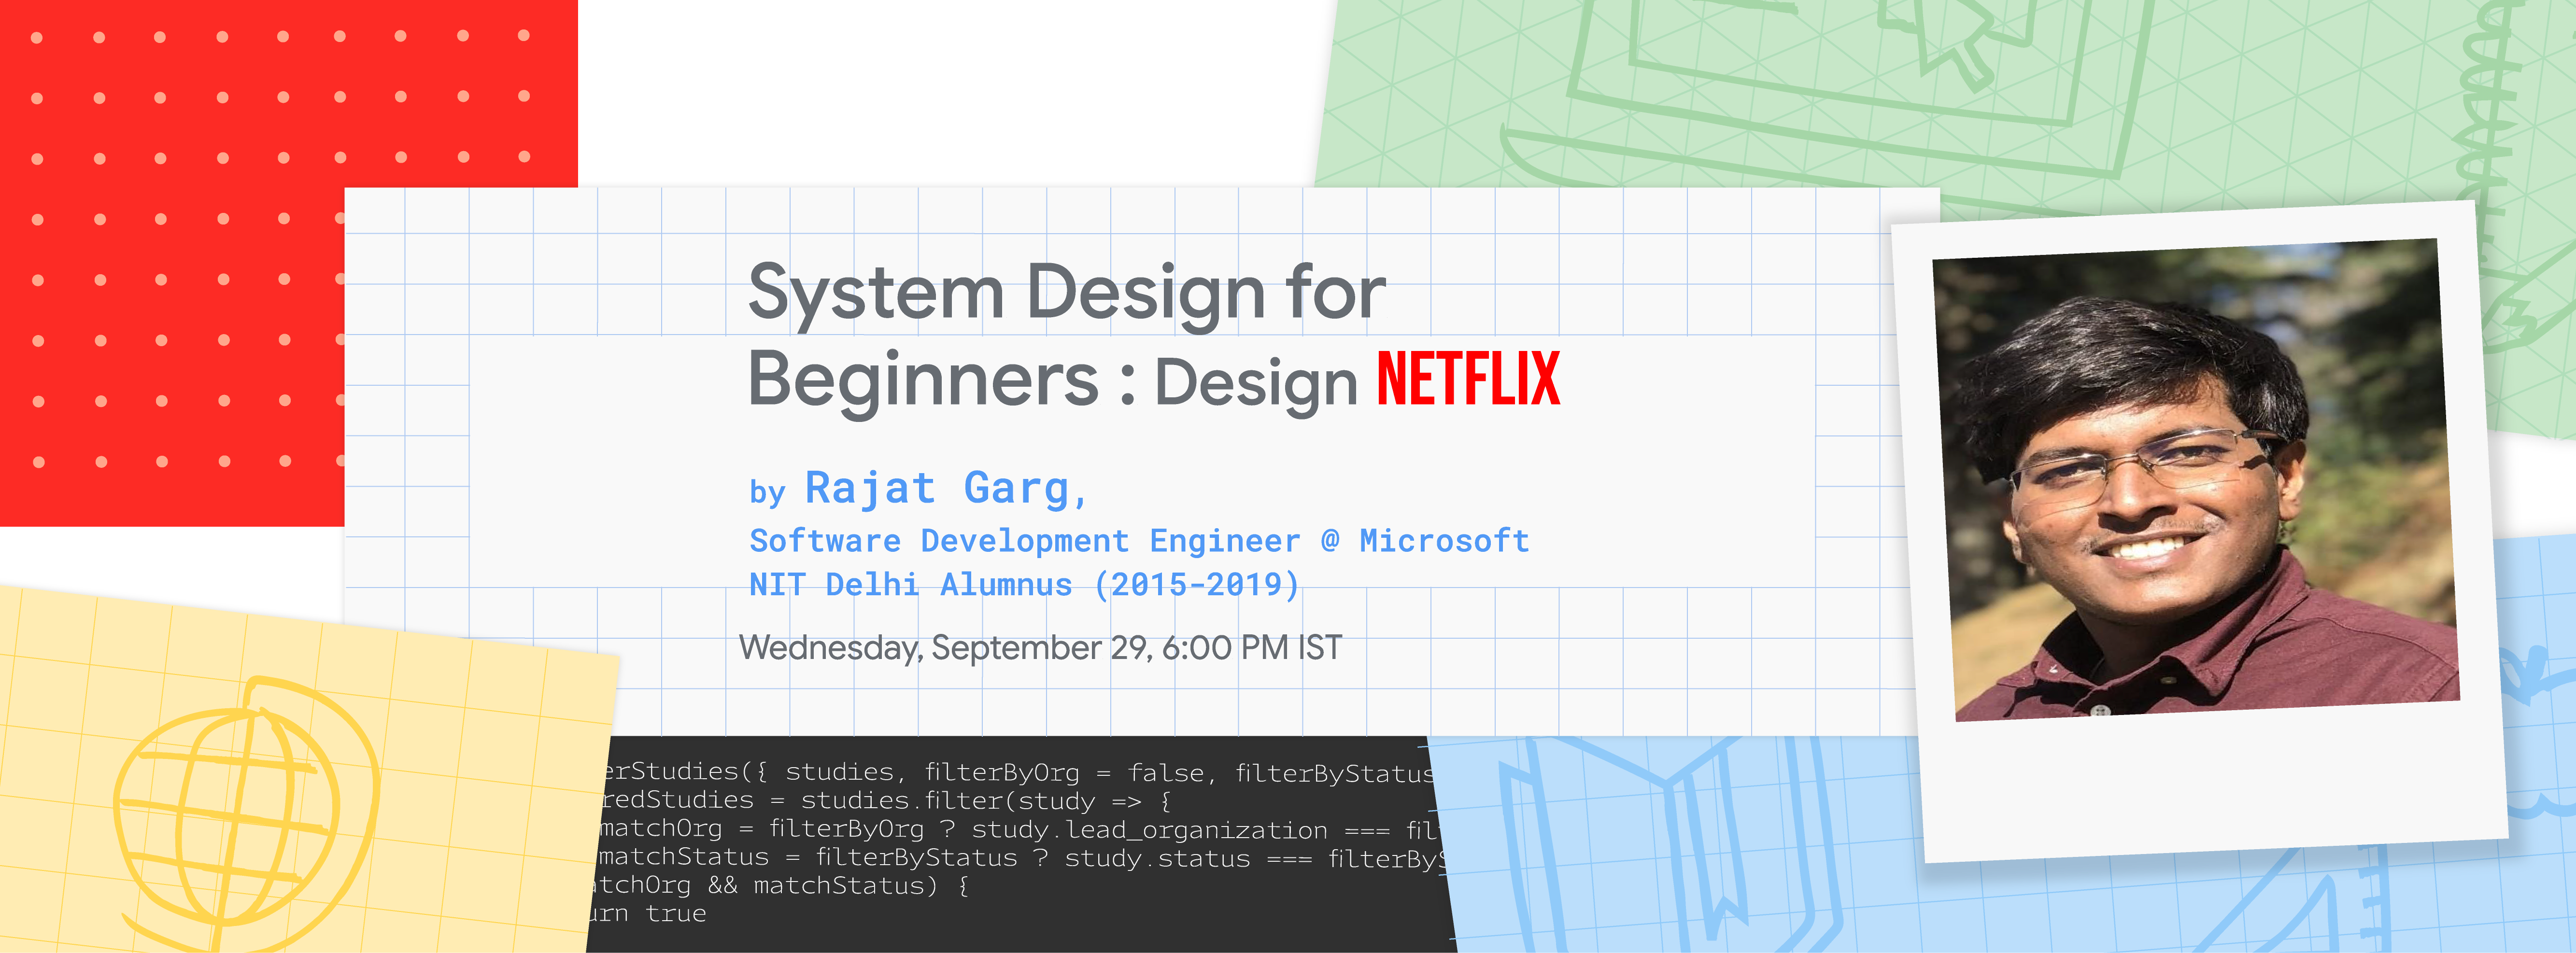 System Design for
Beginners : Design NETFLIX
by Rajat Garg,
Software Development Engineer @ Microsoft
NIT Delhi Alumnus (2015-2019)
Wednesday, September 29, 6:00 PM IST
erStudies({ studies, filterByOrg = false, filterByStatus
redStudies = studies.filter(study => {
matchOrg = filterByOrg ? study.lead_organization === fil
matchStatus = filterByStatus ? study.status === filterByS
atchOrg && matchStatus) {
urn true